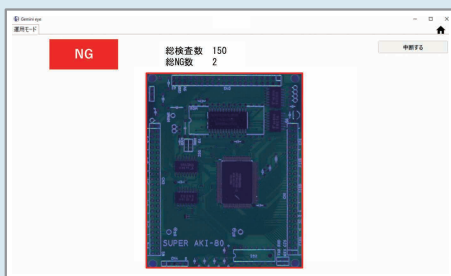 Gemini eye
運用モード
NG
総検査数 150
総NG数 2
中断する
SUPER AKI-80